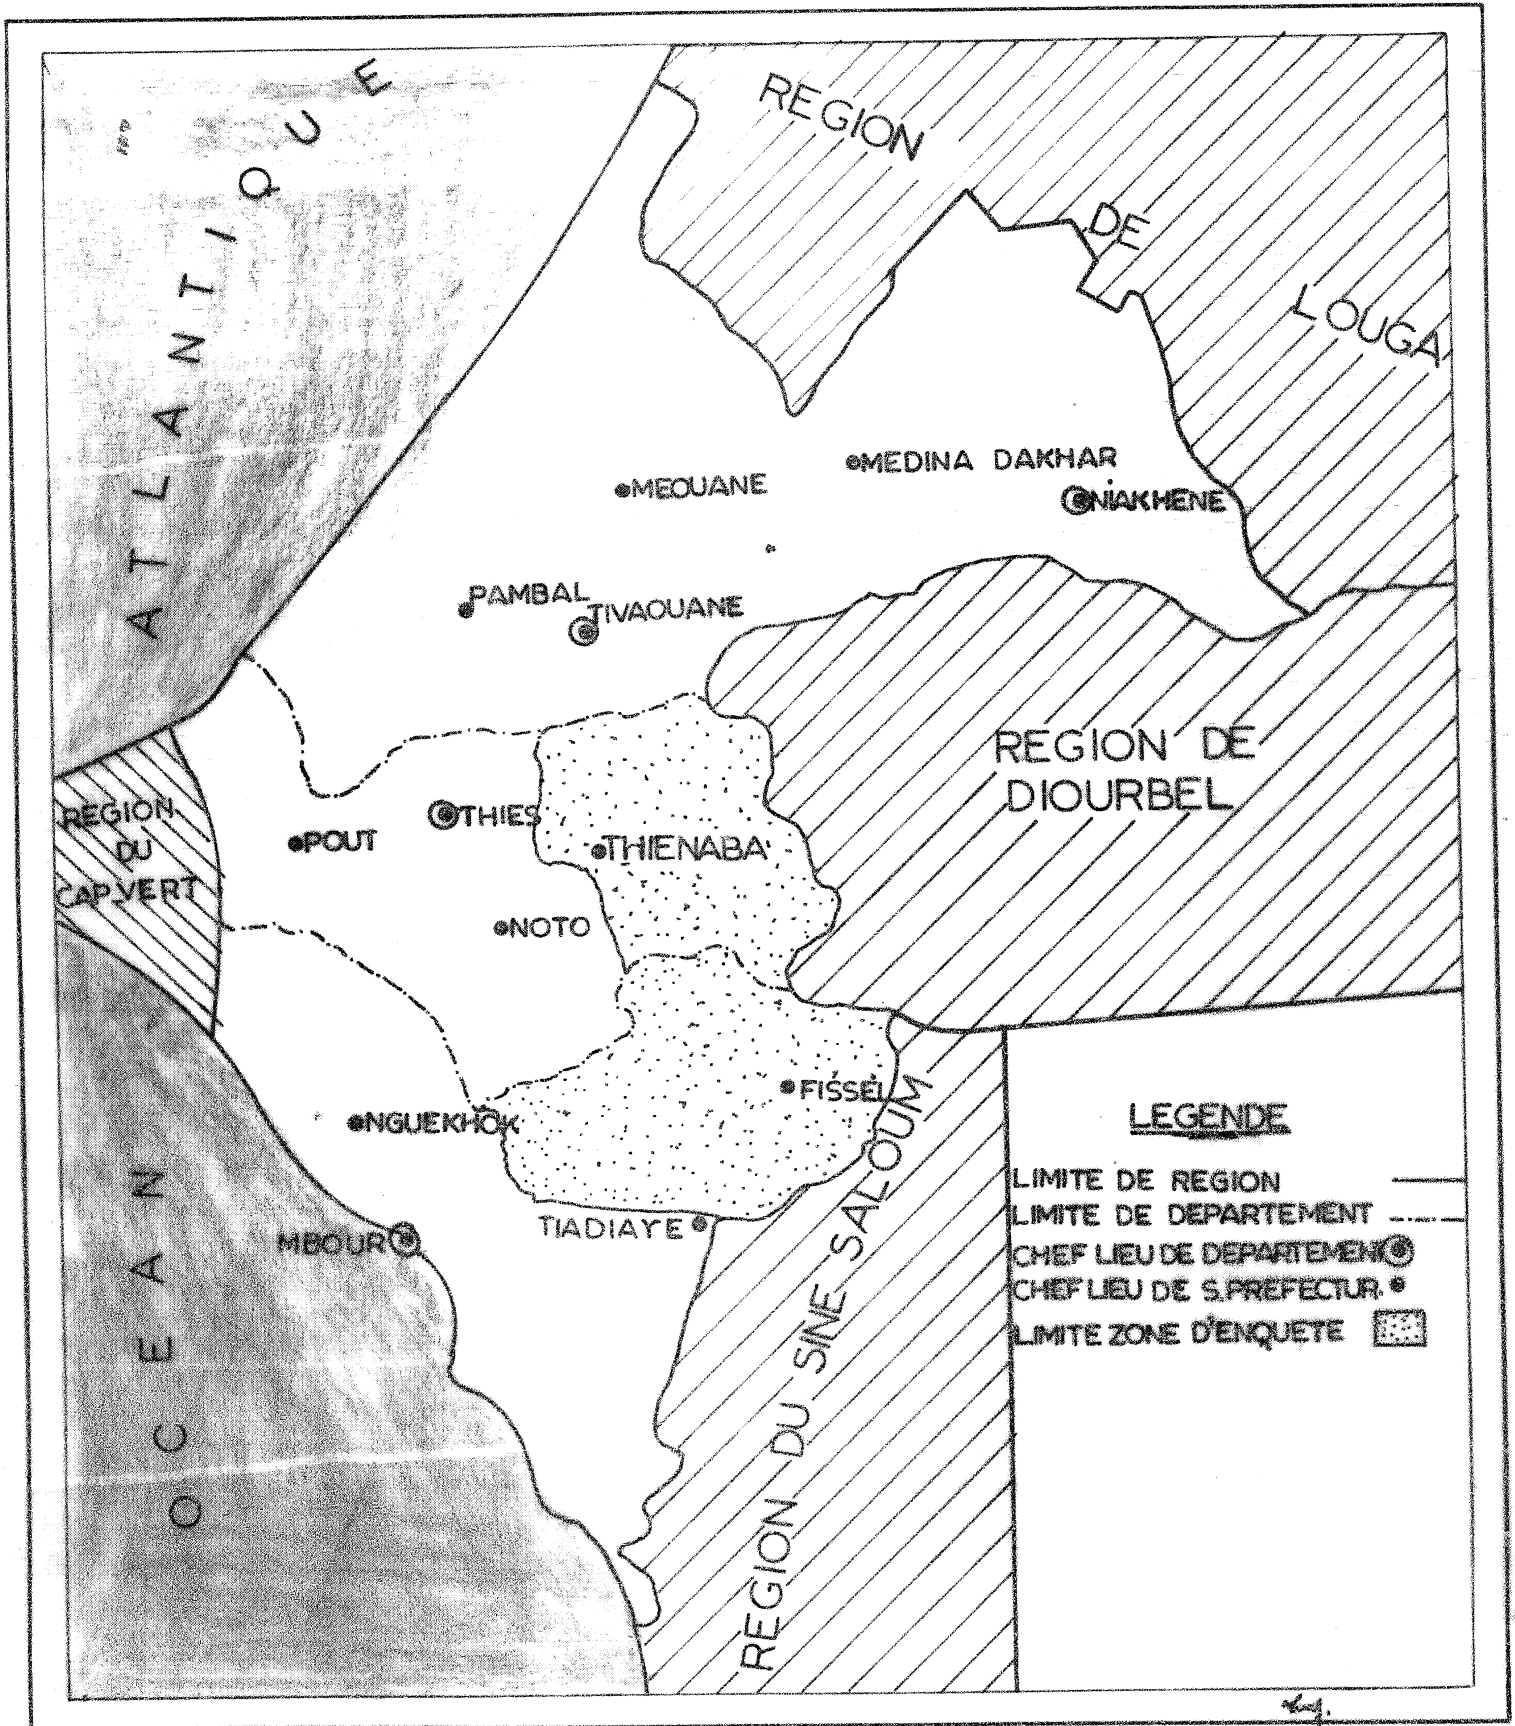 OCEAN ATLANTIQUE
REGION DE LOUGA
MEDINA DAKHAR
MEOUANE
NIAKHENE
PAMBAL
TIVAOUANE
REGION DE
DIOURBEL
REGION
DU
CAP_VERT
THIES
POUT
THIENABA
NOTO
FISSEL
NGUEKHOK
TIADIAYE
MBOUR
REGION DU SINE SALOUM
LEGENDE
LIMITE DE REGION
LIMITE DE DEPARTEMENT
CHEF LIEU DE DEPARTEMENT
CHEF LIEU DE S.PREFECTUR.
LIMITE ZONE D'ENQUETE